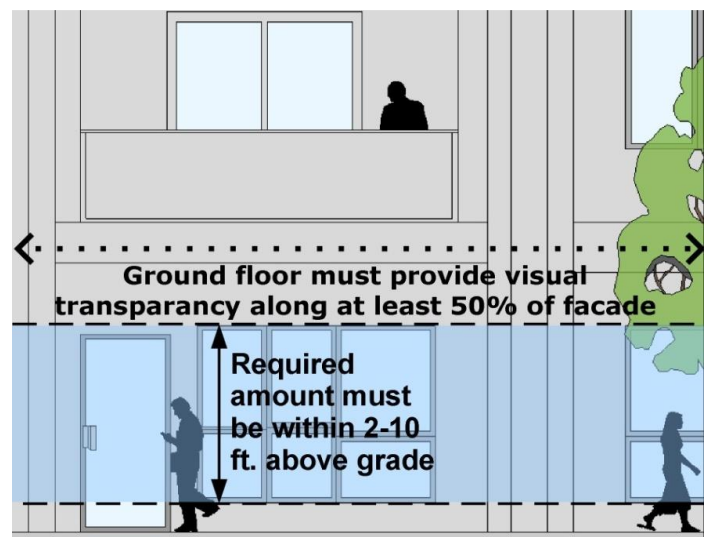 Ground floor must provide visual
transparancy along at least 50% of facade
Required
amount must
be within 2-10
ft. above grade